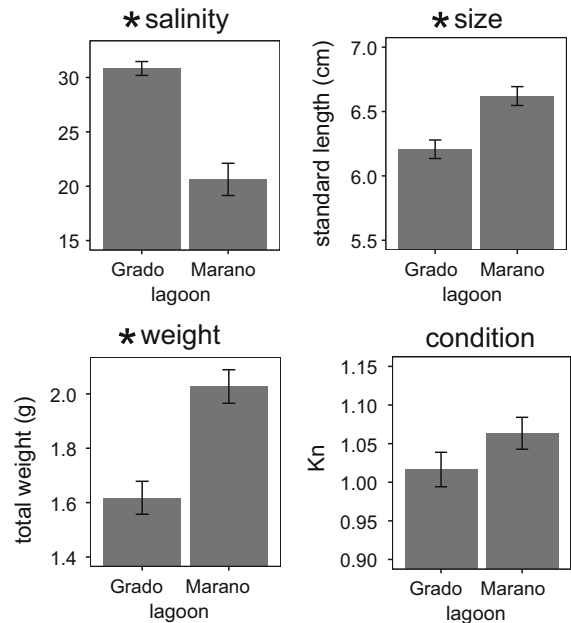 * salinity
30
25
20
15
Grado Marano
lagoon
* size
standard length (cm)
7.0
6.5
6.0
5.5
Grado Marano
lagoon
* weight
total weight (g)
2.0
1.8
1.6
1.4
Grado Marano
lagoon
condition
Kn
1.15
1.10
1.05
1.00
0.95
0.90
Grado Marano
lagoon